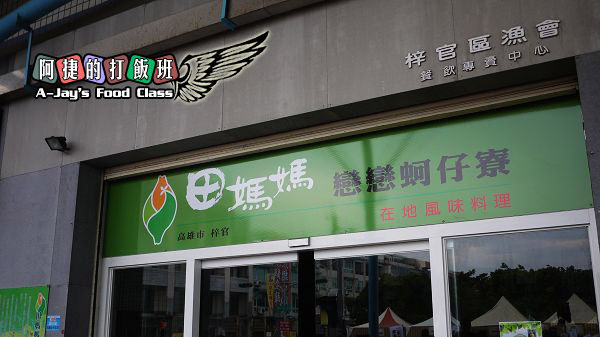 阿捷的打飯班
A-Jay's Food Class
梓官區漁會
餐飲專賣中心
田媽媽 戀戀蚵仔寮
高雄市 梓官
在地風味料理